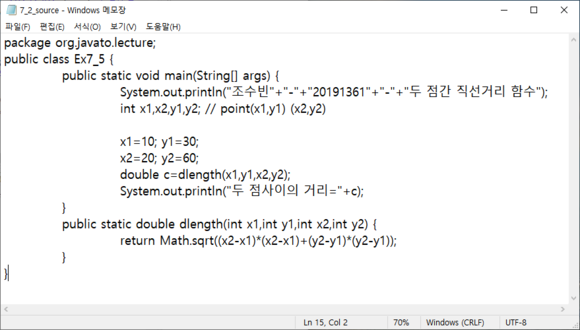 7_2_source - Windows 메모장
파일(F) 편집(E) 서식(O) 보기(V) 도움말(H)
package org.javato.lecture;
public class Ex7_5 {
public static void main(String[] args) {
System.out.println("조수빈"+"-"+"20191361"+"-"+"두 점간 직선거리 함수");
int x1,x2,y1,y2; // point(x1,y1) (x2,y2)
x1=10; y1=30;
x2=20; y2=60;
double c=dlength(x1,y1,x2,y2);
System.out.println("두 점사이의 거리="+c);
}
public static double dlength(int x1,int y1,int x2,int y2) {
return Math.sqrt((x2-x1)*(x2-x1)+(y2-y1)*(y2-y1));
}
}
Ln 15, Col 2 70% Windows (CRLF) UTF-8